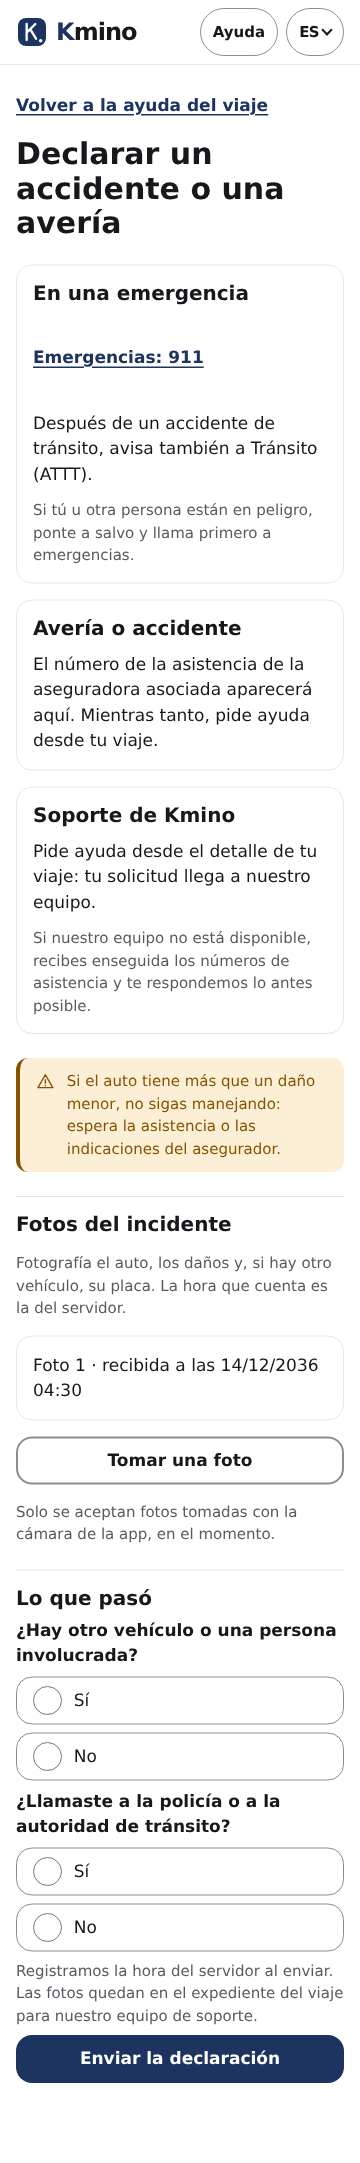 K. Kmino
Ayuda
ES
Volver a la ayuda del viaje
Declarar un
accidente o una
avería
En una emergencia
Emergencias: 911
Después de un accidente de
tránsito, avisa también a Tránsito
(ATTT).
Si tú u otra persona están en peligro,
ponte a salvo y llama primero a
emergencias.
Avería o accidente
El número de la asistencia de la
aseguradora asociada aparecerá
aquí. Mientras tanto, pide ayuda
desde tu viaje.
Soporte de Kmino
Pide ayuda desde el detalle de tu
viaje: tu solicitud llega a nuestro
equipo.
Si nuestro equipo no está disponible,
recibes enseguida los números de
asistencia y te respondemos lo antes
posible.
Si el auto tiene más que un daño
menor, no sigas manejando:
espera la asistencia o las
indicaciones del asegurador.
Fotos del incidente
Fotografía el auto, los daños y, si hay otro
vehículo, su placa. La hora que cuenta es
la del servidor.
Foto 1 · recibida a las 14/12/2036
04:30
Tomar una foto
Solo se aceptan fotos tomadas con la
cámara de la app, en el momento.
Lo que pasó
¿Hay otro vehículo o una persona
involucrada?
Sí
No
¿Llamaste a la policía o a la
autoridad de tránsito?
Sí
No
Registramos la hora del servidor al enviar.
Las fotos quedan en el expediente del viaje
para nuestro equipo de soporte.
Enviar la declaración